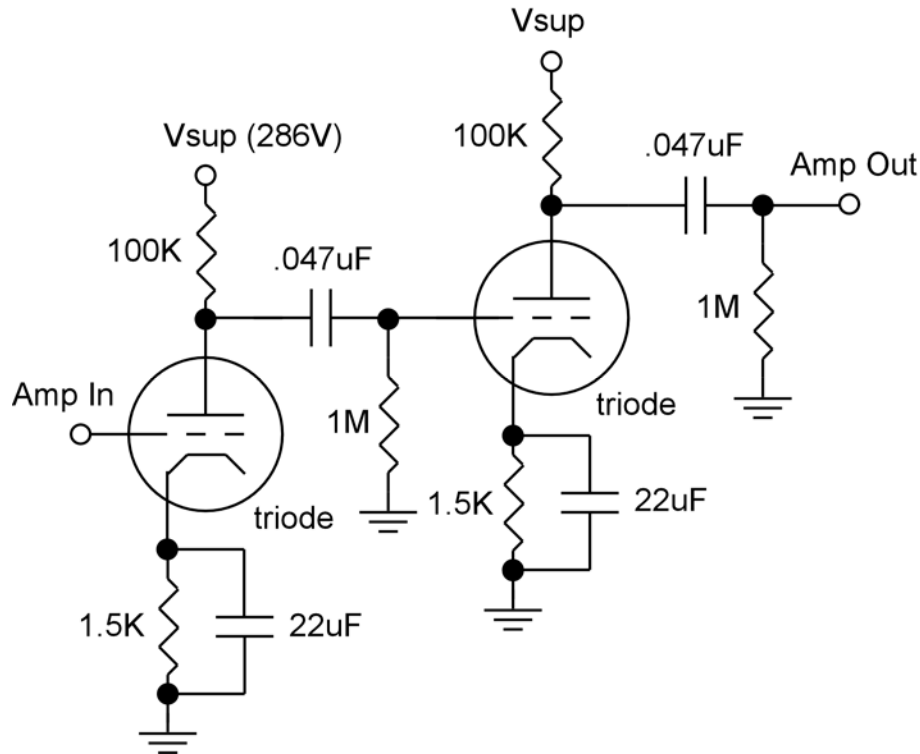 Vsup
100K
.047uF
Amp Out
Vsup (286V)
100K
.047uF
1M
Amp In
1M
triode
triode
1.5K
22uF
1.5K
22uF